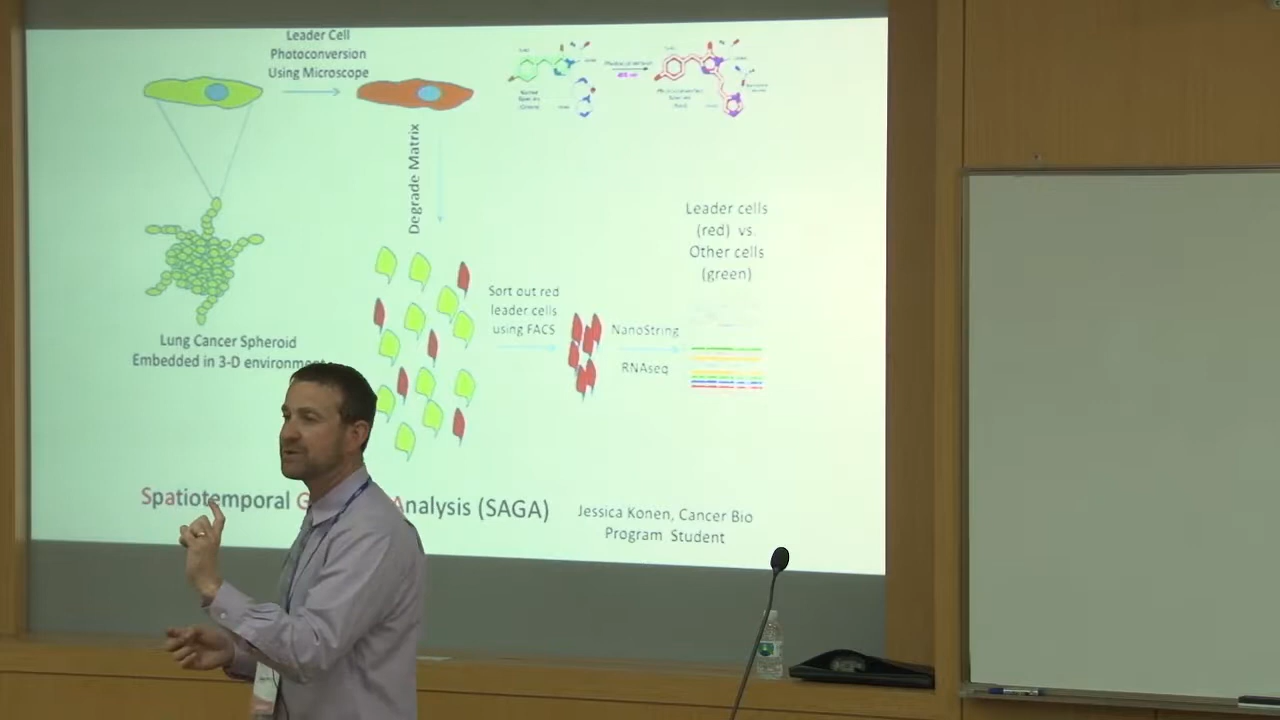 Leader Cell
Photoconversion
Using Microscope
Degrade Matrix
Leader cells
(red) vs.
Other cells
(green)
Sort out red
leader cells
using FACS
NanoString
RNAseq
Lung Cancer Spheroid
Embedded in 3-D environment
Spatiotemporal G Analysis (SAGA)
Jessica Konen, Cancer Bio
Program Student